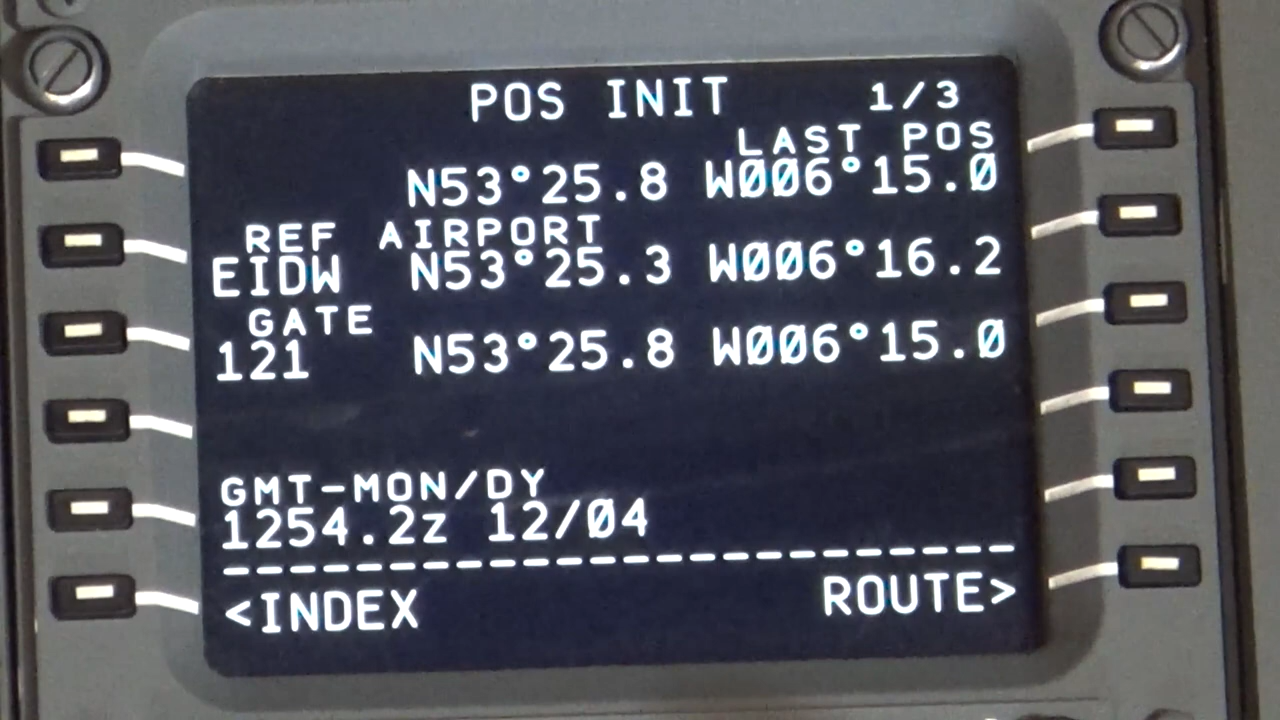 POS INIT 1/3
LAST POS
N53°25.8 W006°15.0
REF AIRPORT
EIDW N53°25.3 W006°16.2
GATE
121 N53°25.8 W006°15.0
GMT-MON/DY
1254.2z 12/04
<INDEX ROUTE>